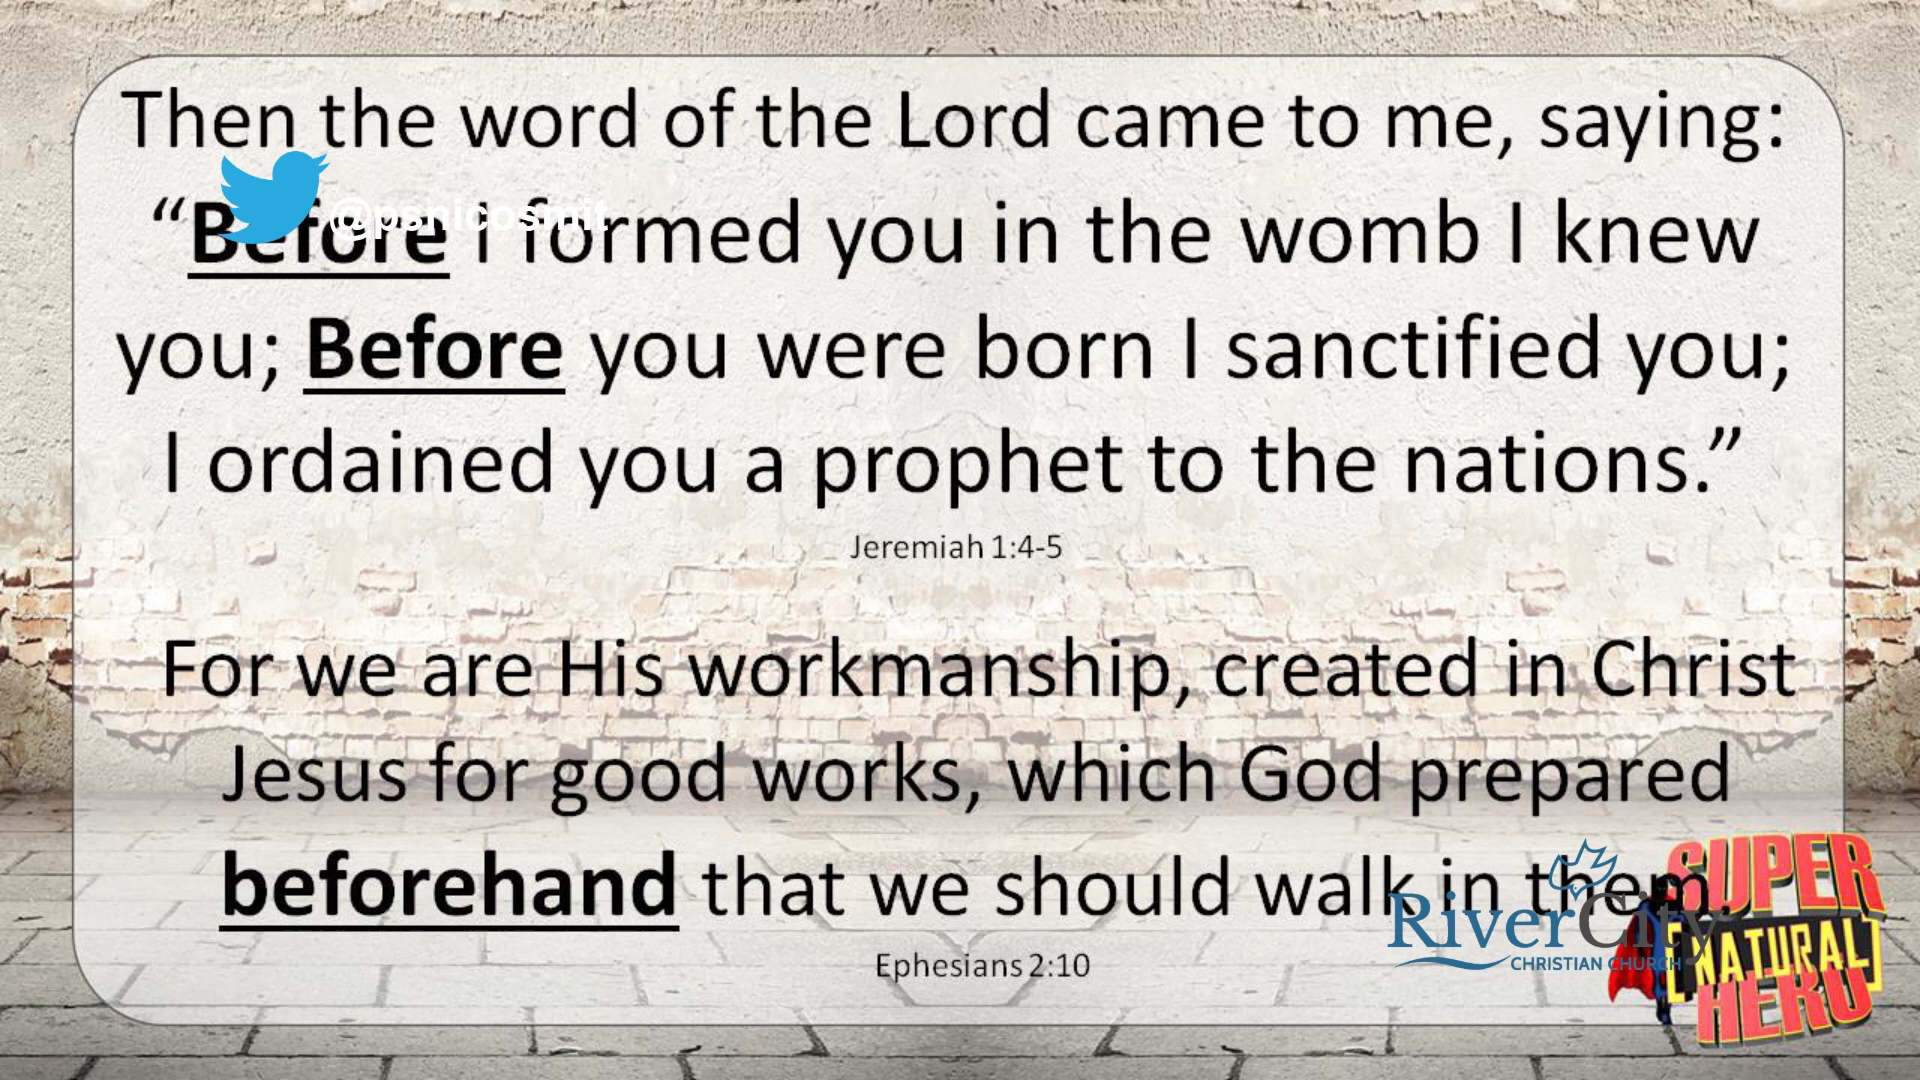 Then the word of the Lord came to me, saying:
“Before I formed you in the womb I knew
@psnicosmit
you; Before you were born I sanctified you;
I ordained you a prophet to the nations.”
Jeremiah 1:4-5
For we are His workmanship, created in Christ
Jesus for good works, which God prepared
beforehand that we should walk in them.
Ephesians 2:10
RiverCity
CHRISTIAN CHURCH
SUPER
[NATURAL]
HERO